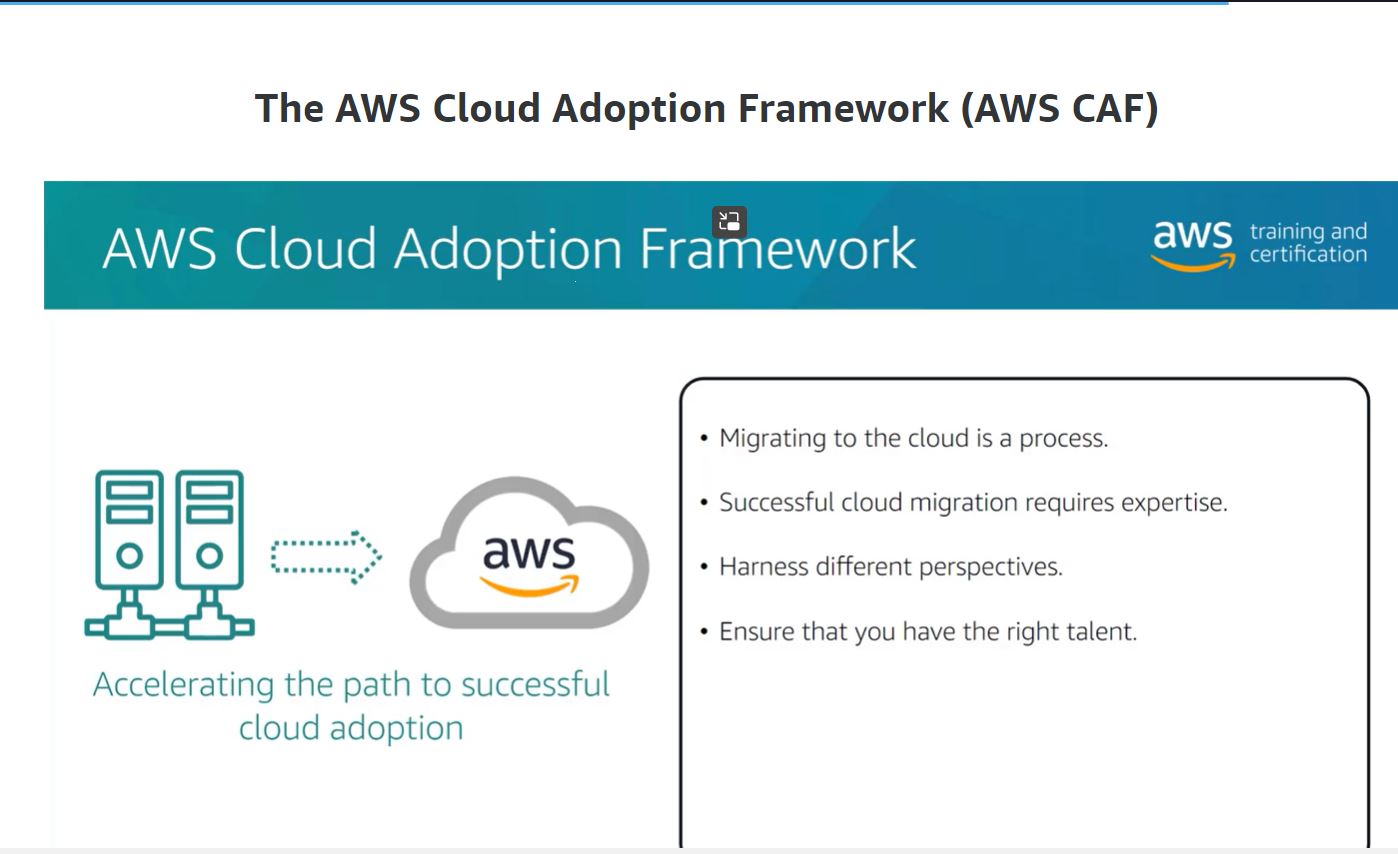 The AWS Cloud Adoption Framework (AWS CAF)
AWS Cloud Adoption Framework
aws training and
certification
• Migrating to the cloud is a process.
• Successful cloud migration requires expertise.
• Harness different perspectives.
• Ensure that you have the right talent.
aws
Accelerating the path to successful
cloud adoption